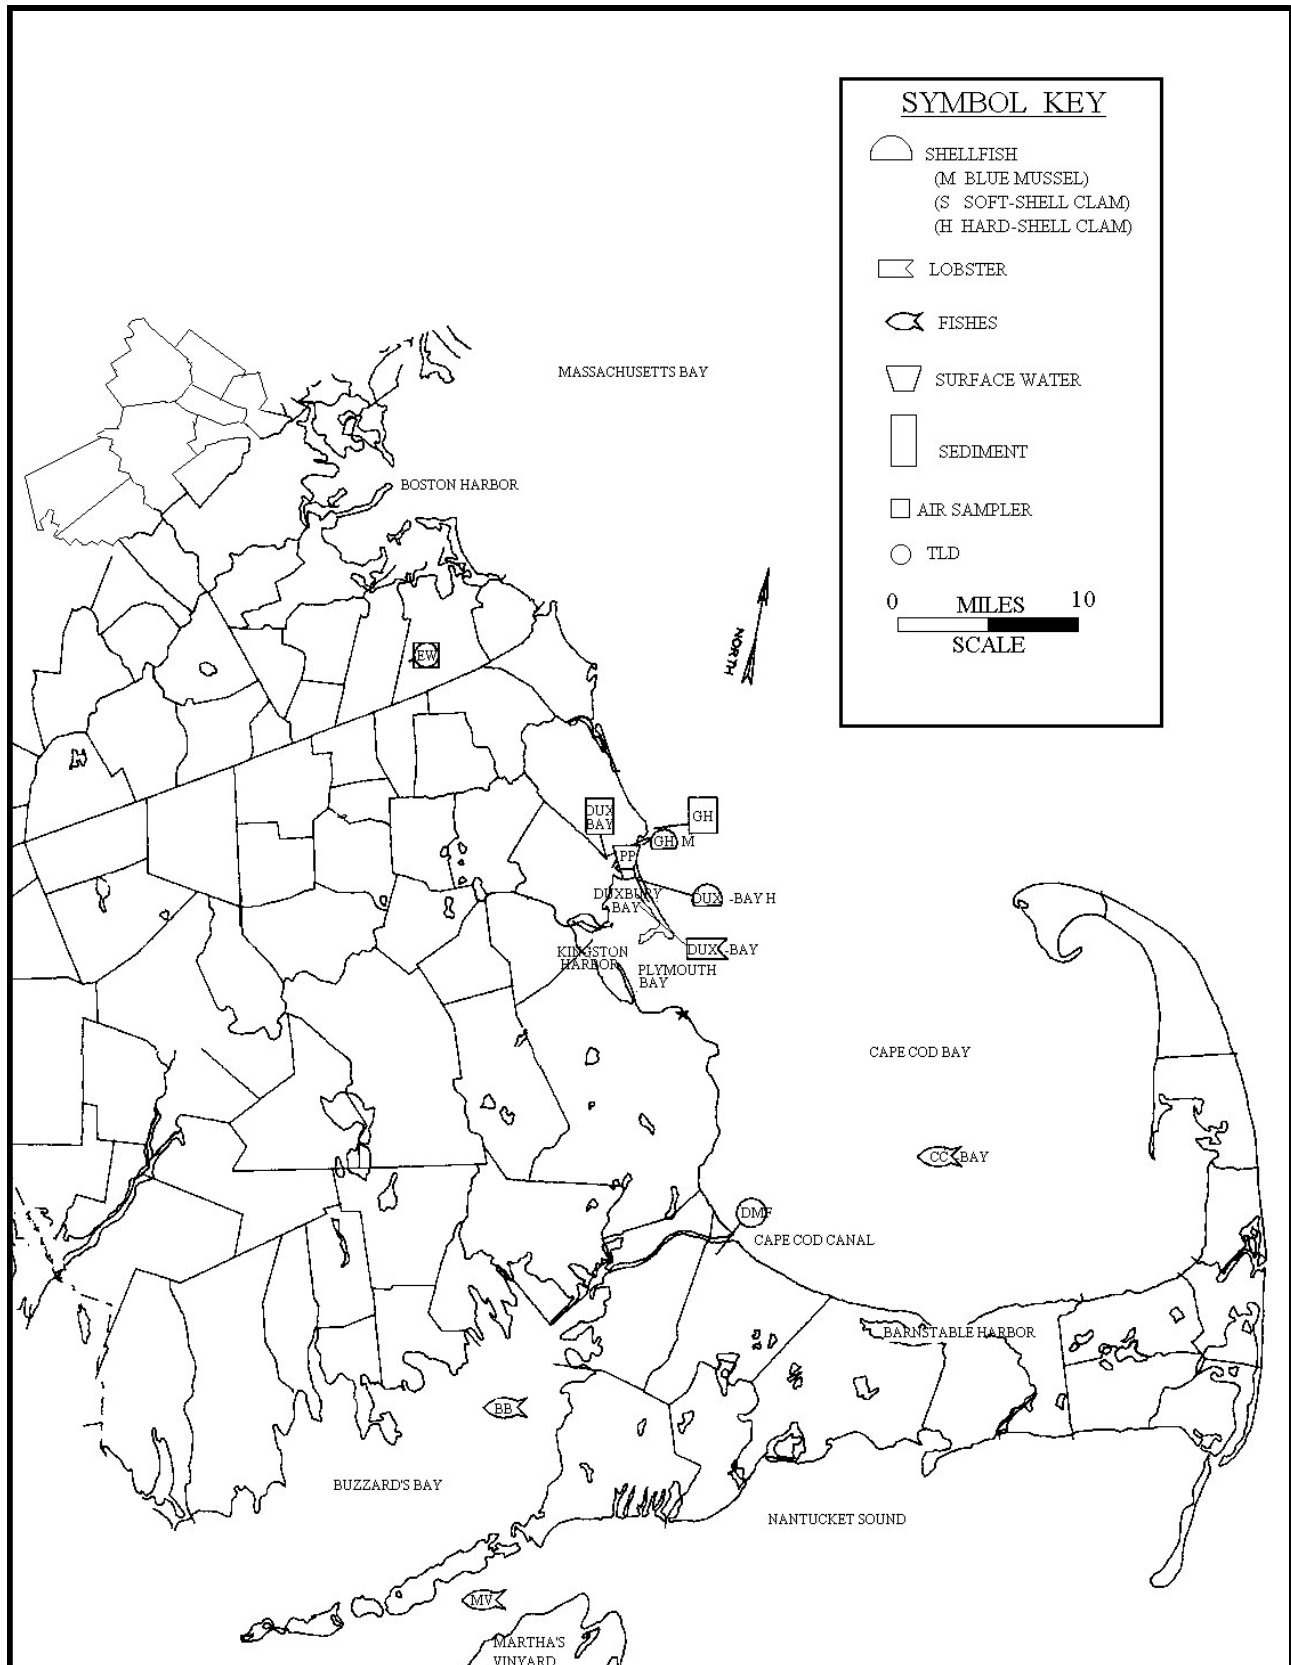 SYMBOL KEY
SHELLFISH
(M BLUE MUSSEL)
(S SOFT-SHELL CLAM)
(H HARD-SHELL CLAM)
LOBSTER
FISHES
SURFACE WATER
SEDIMENT
AIR SAMPLER
TLD
0 MILES 10
SCALE
MASSACHUSETTS BAY
BOSTON HARBOR
NORTH
EW
DUX
BAY
GH
GH M
PP
DUXBURY
BAY
DUX -BAY H
DUX -BAY
KINGSTON
HARBOR
PLYMOUTH
BAY
CAPE COD BAY
CC -BAY
DMF
CAPE COD CANAL
BARNSTABLE HARBOR
BB
BUZZARD'S BAY
NANTUCKET SOUND
MV
MARTHA'S
VINYARD